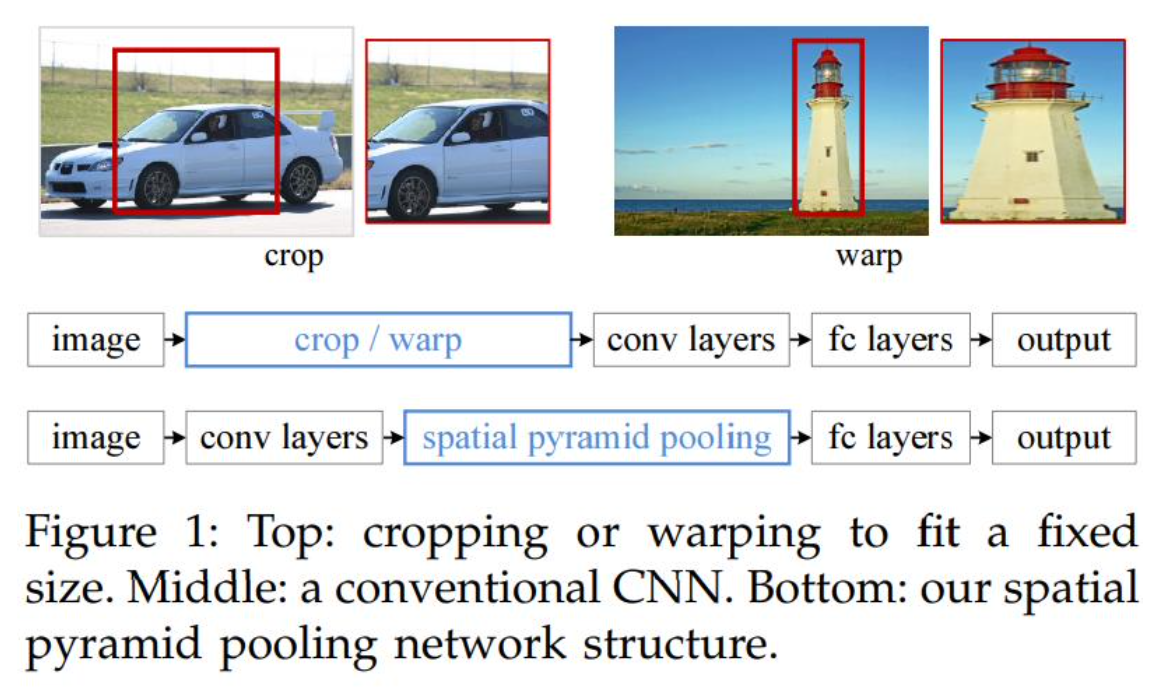 crop
warp
image
crop / warp
conv layers
fc layers
output
image
conv layers
spatial pyramid pooling
fc layers
output
Figure 1: Top: cropping or warping to fit a fixed
size. Middle: a conventional CNN. Bottom: our spatial
pyramid pooling network structure.